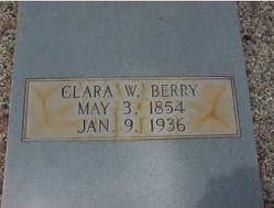 CLARA W. BERRY
MAY 3, 1854
JAN. 9, 1936